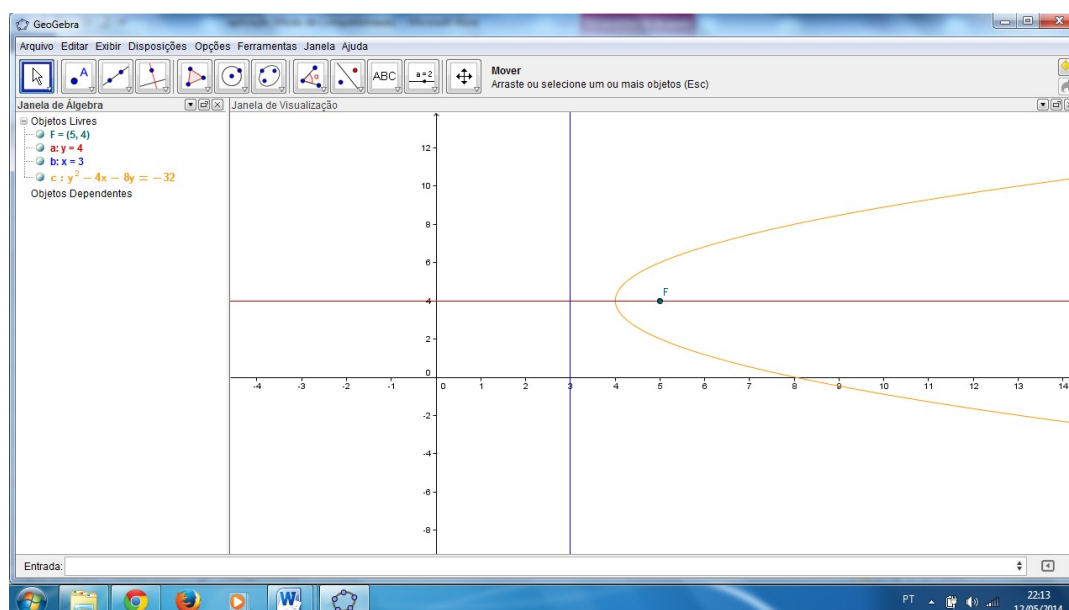 GeoGebra
Arquivo Editar Exibir Disposições Opções Ferramentas Janela Ajuda
A
α
ABC
a=2
Mover
Arraste ou selecione um ou mais objetos (Esc)
Janela de Álgebra
Janela de Visualização
Objetos Livres
F = (5, 4)
a: y = 4
b: x = 3
c : y² − 4x − 8y = −32
Objetos Dependentes
12
10
8
6
4
2
0
-2
-4
-6
-8
-4 -3 -2 -1 0 1 2 3 4 5 6 7 8 9 10 11 12 13 14
F
Entrada:
W
PT
22:13
12/05/2014